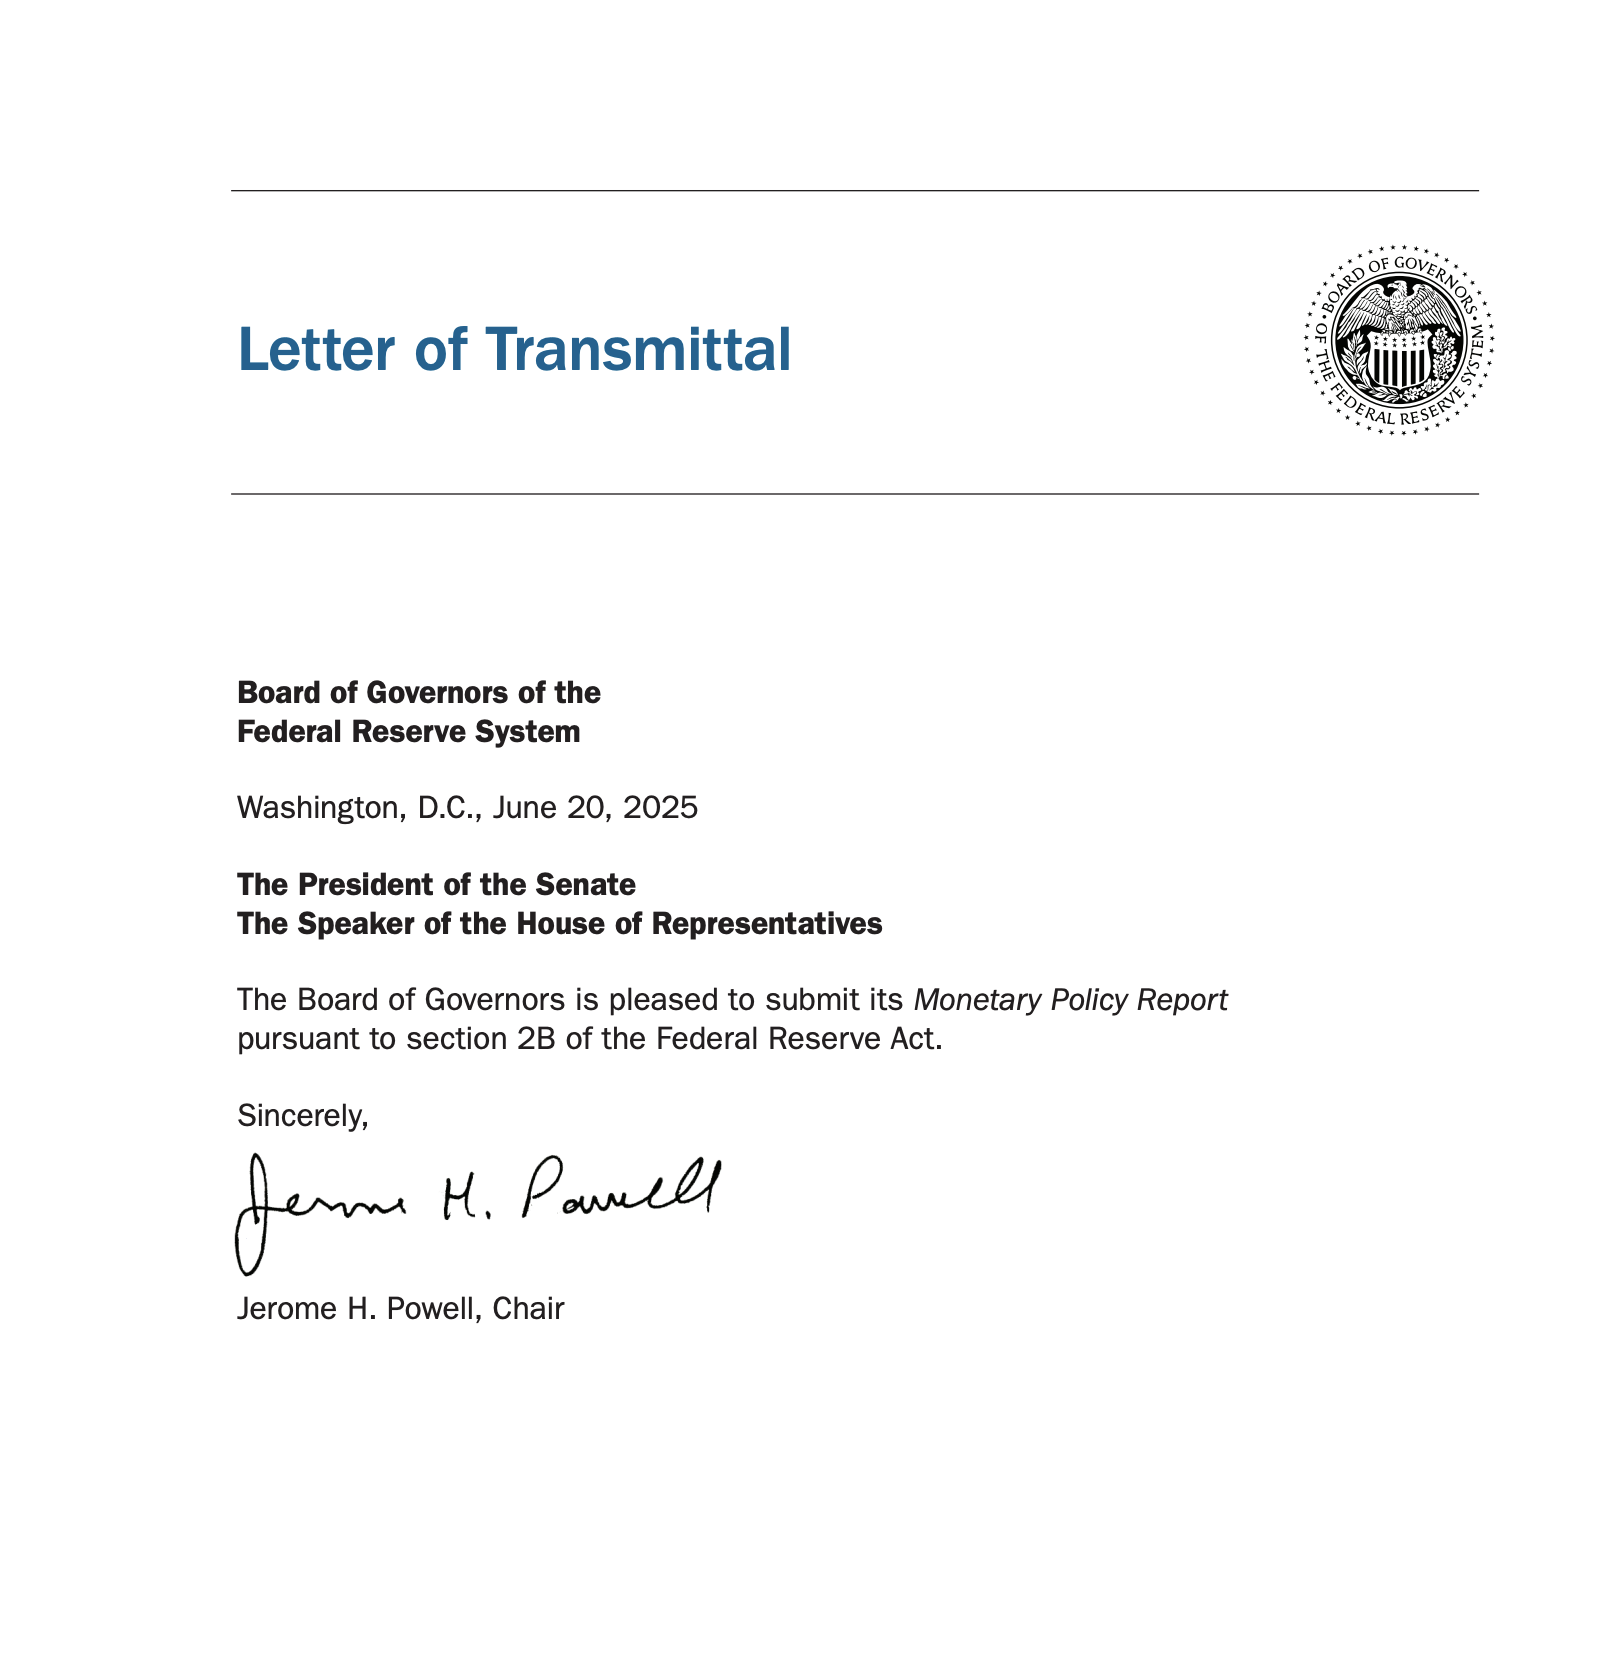 Letter of Transmittal
·BOARD OF GOVERNORS·
OF THE FEDERAL RESERVE SYSTEM
Board of Governors of the
Federal Reserve System
Washington, D.C., June 20, 2025
The President of the Senate
The Speaker of the House of Representatives
The Board of Governors is pleased to submit its Monetary Policy Report
pursuant to section 2B of the Federal Reserve Act.
Sincerely,
Jerome H. Powell
Jerome H. Powell, Chair